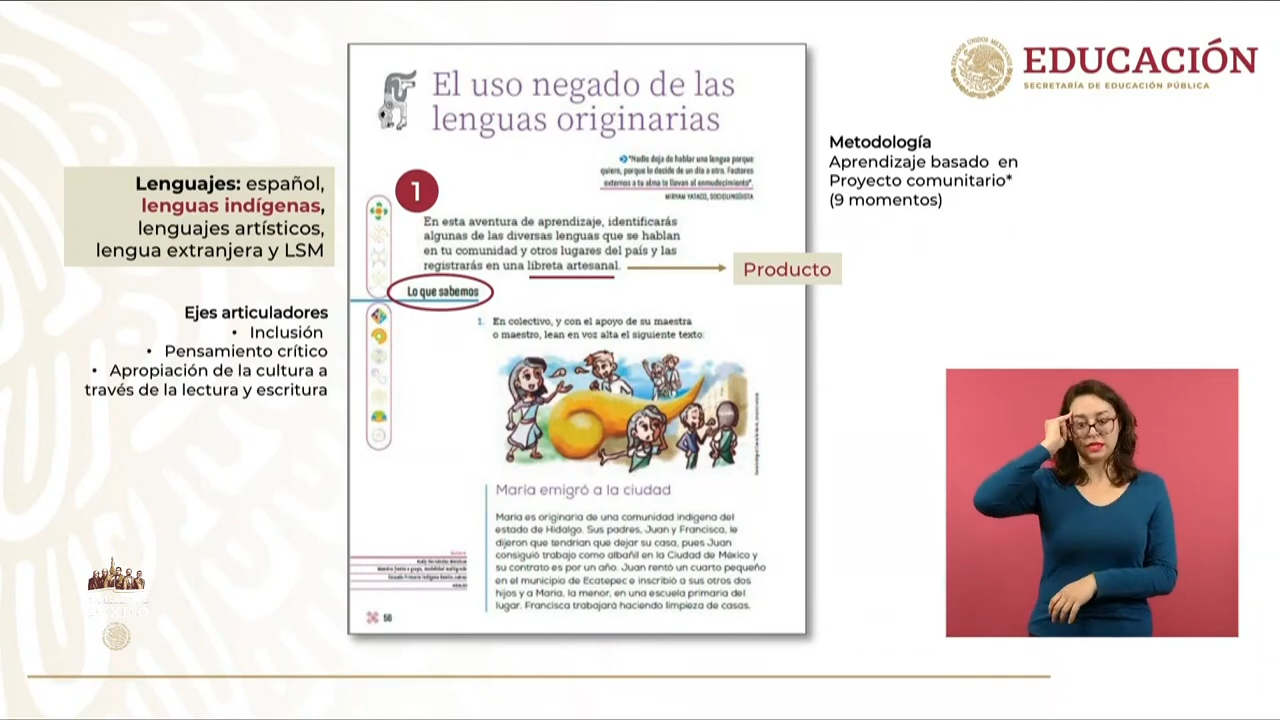 EDUCACIÓN
SECRETARÍA DE EDUCACIÓN PÚBLICA
Lenguajes: español,
lenguas indígenas,
lenguajes artísticos,
lengua extranjera y LSM
Ejes articuladores
• Inclusión
• Pensamiento crítico
• Apropiación de la cultura a
través de la lectura y escritura
El uso negado de las
lenguas originarias
"Nadie deja de hablar una lengua porque
quiere, porque lo decide de un día a otro. Factores
externos a tu alma te llevan al enmudecimiento".
MIRYAM YATACO, SOCIOLINGÜISTA
1
En esta aventura de aprendizaje, identificarás
algunas de las diversas lenguas que se hablan
en tu comunidad y otros lugares del país y las
registrarás en una libreta artesanal.
Lo que sabemos
1. En colectivo, y con el apoyo de su maestra
o maestro, lean en voz alta el siguiente texto:
María emigró a la ciudad
María es originaria de una comunidad indígena del
estado de Hidalgo. Sus padres, Juan y Francisca, le
dijeron que tendrían que dejar su casa, pues Juan
consiguió trabajo como albañil en la Ciudad de México y
su contrato es por un año. Juan rentó un cuarto pequeño
en el municipio de Ecatepec e inscribió a sus otros dos
hijos y a María, la menor, en una escuela primaria del
lugar. Francisca trabajará haciendo limpieza de casas.
56
Producto
Metodología
Aprendizaje basado en
Proyecto comunitario*
(9 momentos)